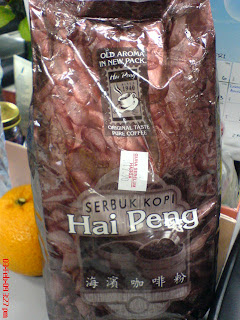 OLD AROMA
IN NEW PACK
Hai Peng
1940
ORIGINAL TASTE
PURE COFFEE
SERBUK KOPI
Hai Peng
海濱咖啡粉